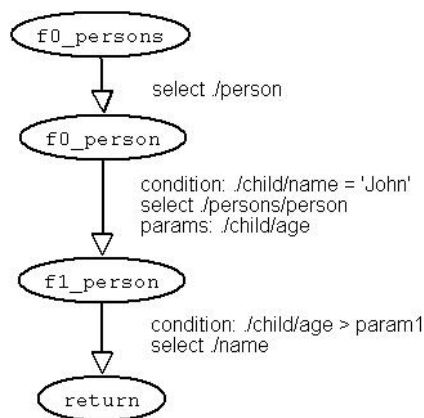 f0_persons
select ./person
f0_person
condition: ./child/name = 'John'
select ./persons/person
params: ./child/age
f1_person
condition: ./child/age > param1
select ./name
return